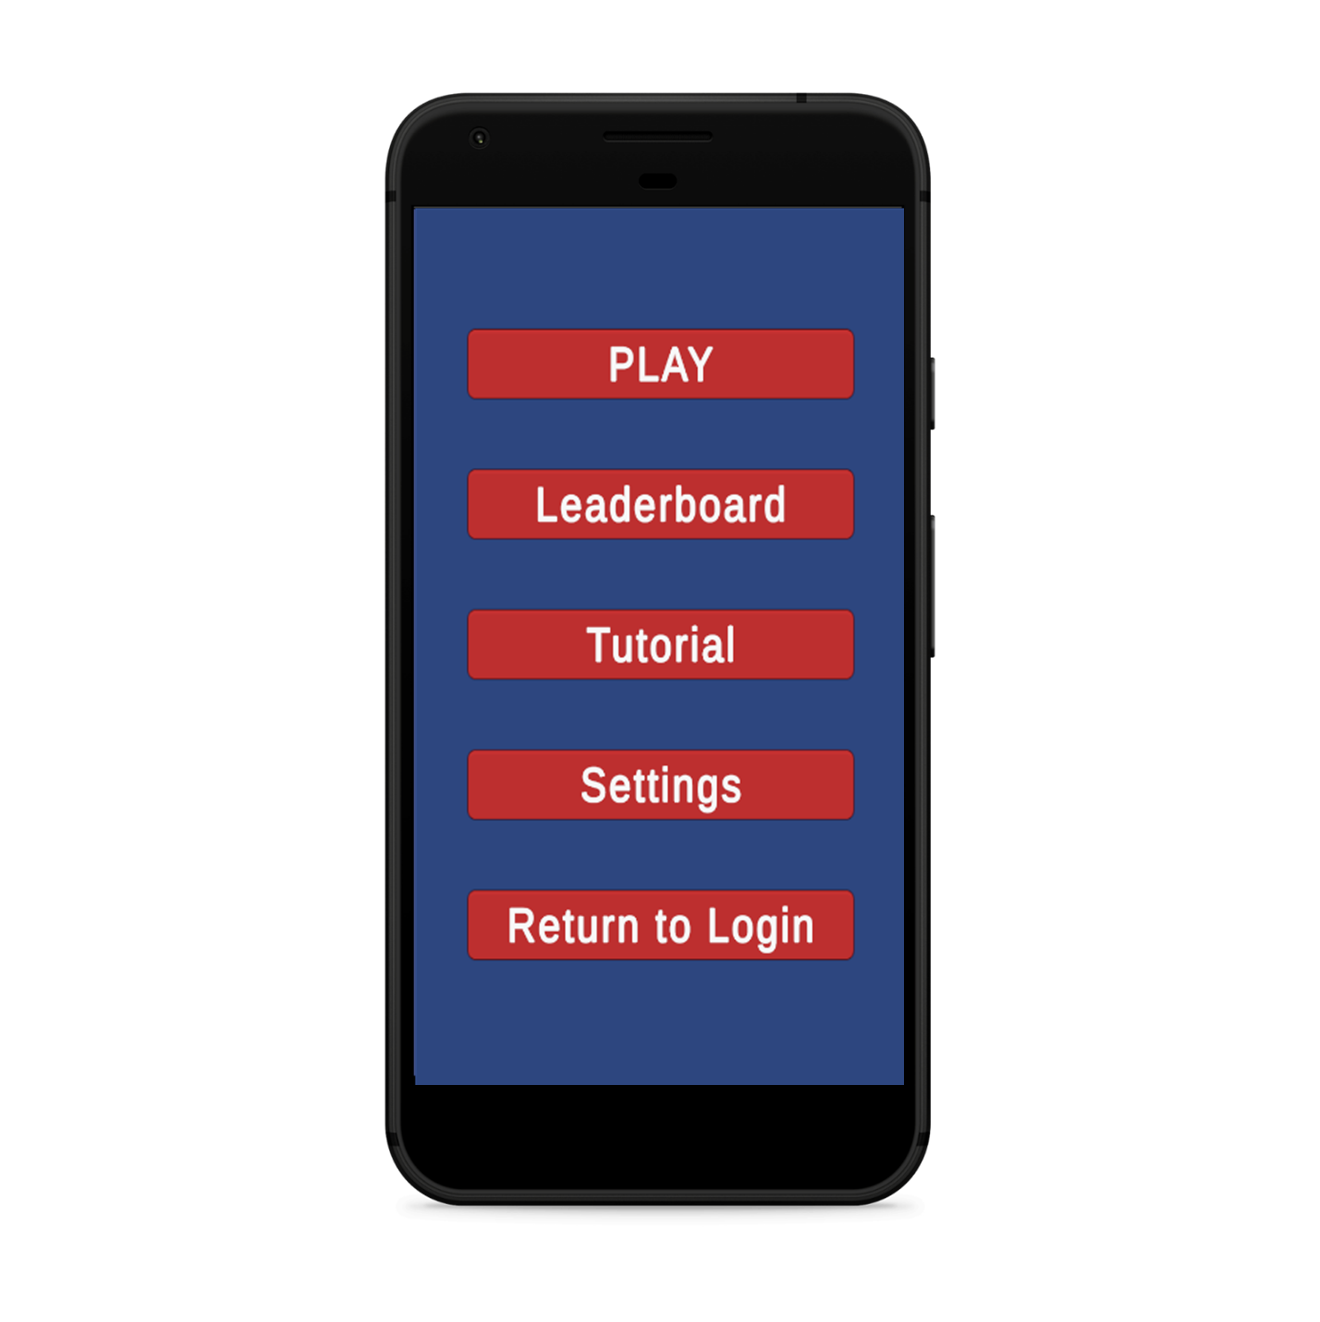 PLAY
Leaderboard
Tutorial
Settings
Return to Login